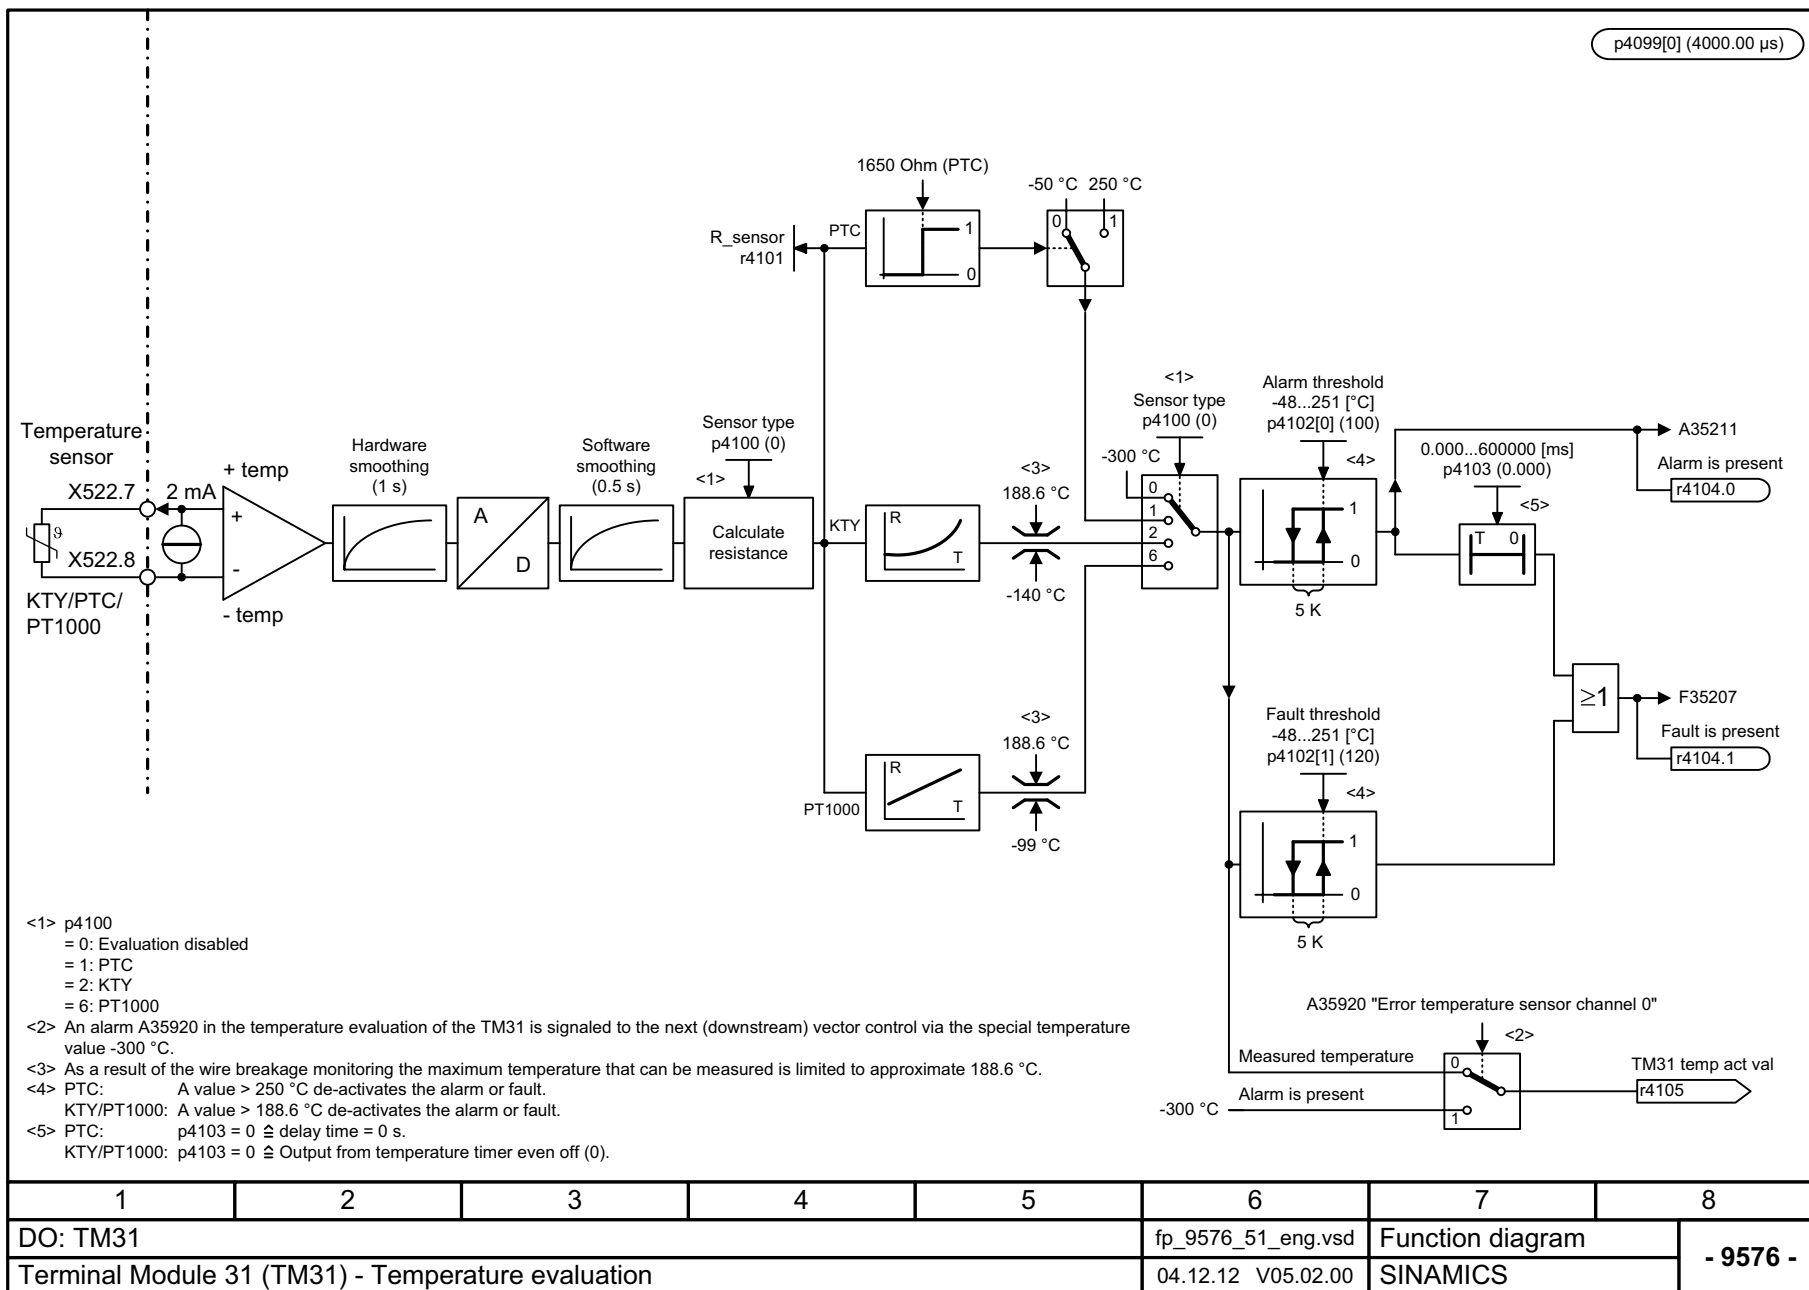 p4099[0] (4000.00 µs)
1650 Ohm (PTC)
-50 °C 250 °C
0
1
R_sensor
r4101
PTC
1
0
<1>
Sensor type
p4100 (0)
Alarm threshold
-48...251 [°C]
p4102[0] (100)
<4>
A35211
Alarm is present
r4104.0
0.000...600000 [ms]
p4103 (0.000)
<5>
Temperature
sensor
X522.7
2 mA
+ temp
+
ϑ
X522.8
-
- temp
KTY/PTC/
PT1000
Hardware
smoothing
(1 s)
A
D
Software
smoothing
(0.5 s)
Sensor type
p4100 (0)
<1>
Calculate
resistance
KTY
R
T
<3>
188.6 °C
-140 °C
-300 °C
0
1
2
6
1
0
5 K
T 0
≥1
F35207
Fault is present
r4104.1
PT1000
R
T
<3>
188.6 °C
-99 °C
Fault threshold
-48...251 [°C]
p4102[1] (120)
<4>
1
0
5 K
<1> p4100
= 0: Evaluation disabled
= 1: PTC
= 2: KTY
= 6: PT1000
<2> An alarm A35920 in the temperature evaluation of the TM31 is signaled to the next (downstream) vector control via the special temperature
value -300 °C.
<3> As a result of the wire breakage monitoring the maximum temperature that can be measured is limited to approximate 188.6 °C.
<4> PTC: A value > 250 °C de-activates the alarm or fault.
KTY/PT1000: A value > 188.6 °C de-activates the alarm or fault.
<5> PTC: p4103 = 0 ≙ delay time = 0 s.
KTY/PT1000: p4103 = 0 ≙ Output from temperature timer even off (0).
A35920 "Error temperature sensor channel 0"
<2>
Measured temperature
0
TM31 temp act val
r4105
Alarm is present
-300 °C
1
1 2 3 4 5 6 7 8
DO: TM31
fp_9576_51_eng.vsd
Function diagram
- 9576 -
Terminal Module 31 (TM31) - Temperature evaluation
04.12.12 V05.02.00
SINAMICS